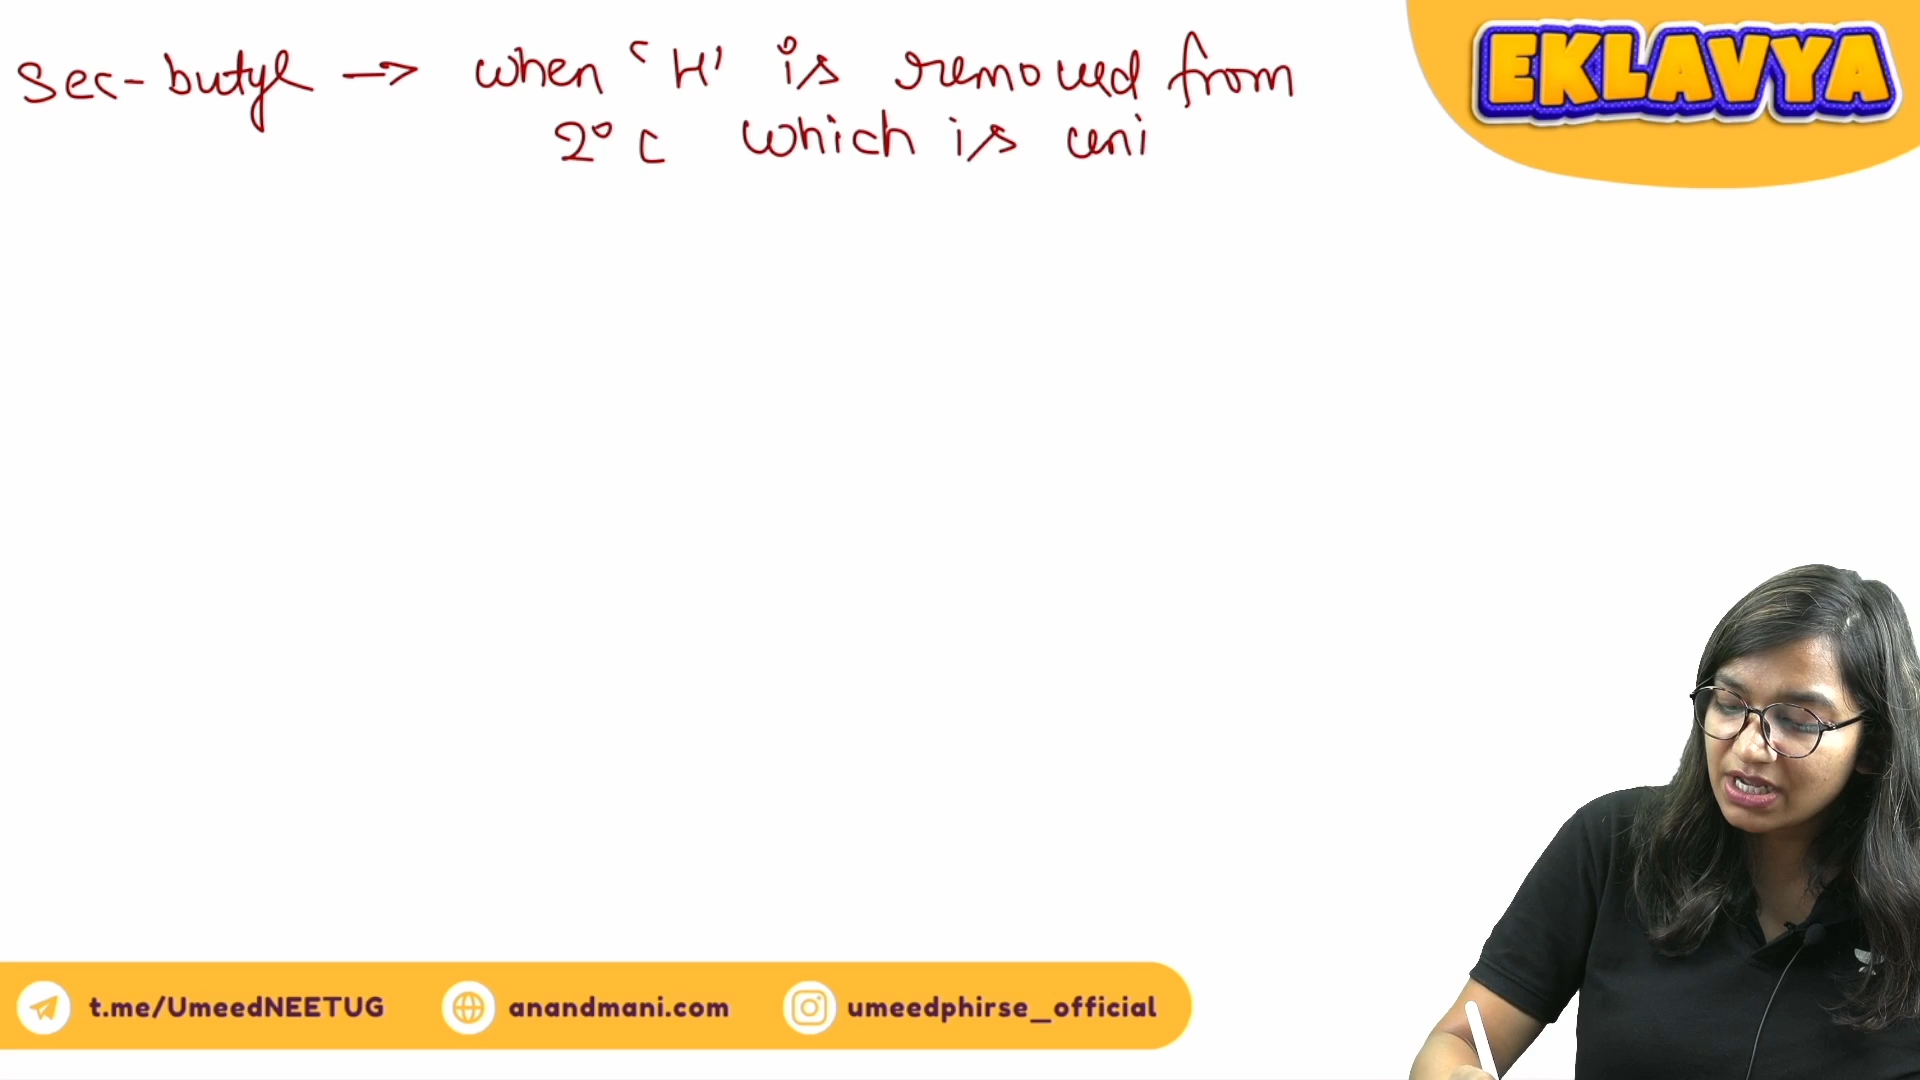 Sec-butyl → when 'H' is removed from
2° C which is uni
EKLAVYA
t.me/UmeedNEETUG
anandmani.com
umeedphirse_official